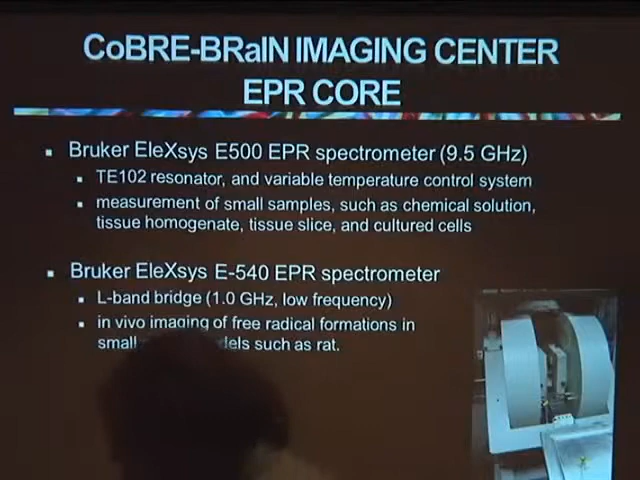 CoBRE-BRaIN IMAGING CENTER
EPR CORE
▪ Bruker EleXsys E500 EPR spectrometer (9.5 GHz)
▪ TE102 resonator, and variable temperature control system
▪ measurement of small samples, such as chemical solution,
tissue homogenate, tissue slice, and cultured cells
▪ Bruker EleXsys E-540 EPR spectrometer
▪ L-band bridge (1.0 GHz, low frequency)
▪ in vivo imaging of free radical formations in
small such as rat.